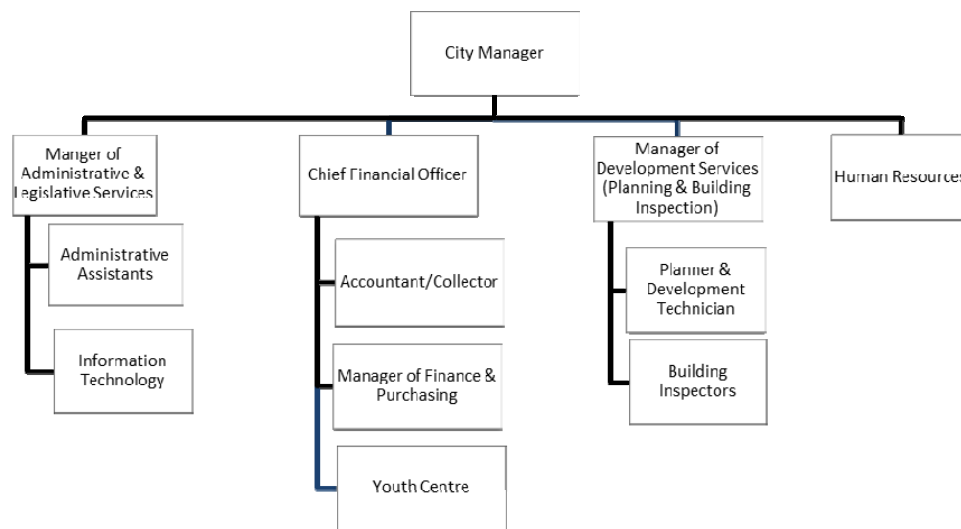 City Manager
Manger of
Administrative &
Legislative Services
Chief Financial Officer
Manager of
Development Services
(Planning & Building
Inspection)
Human Resources
Administrative
Assistants
Accountant/Collector
Planner &
Development
Technician
Information
Technology
Manager of Finance &
Purchasing
Building
Inspectors
Youth Centre